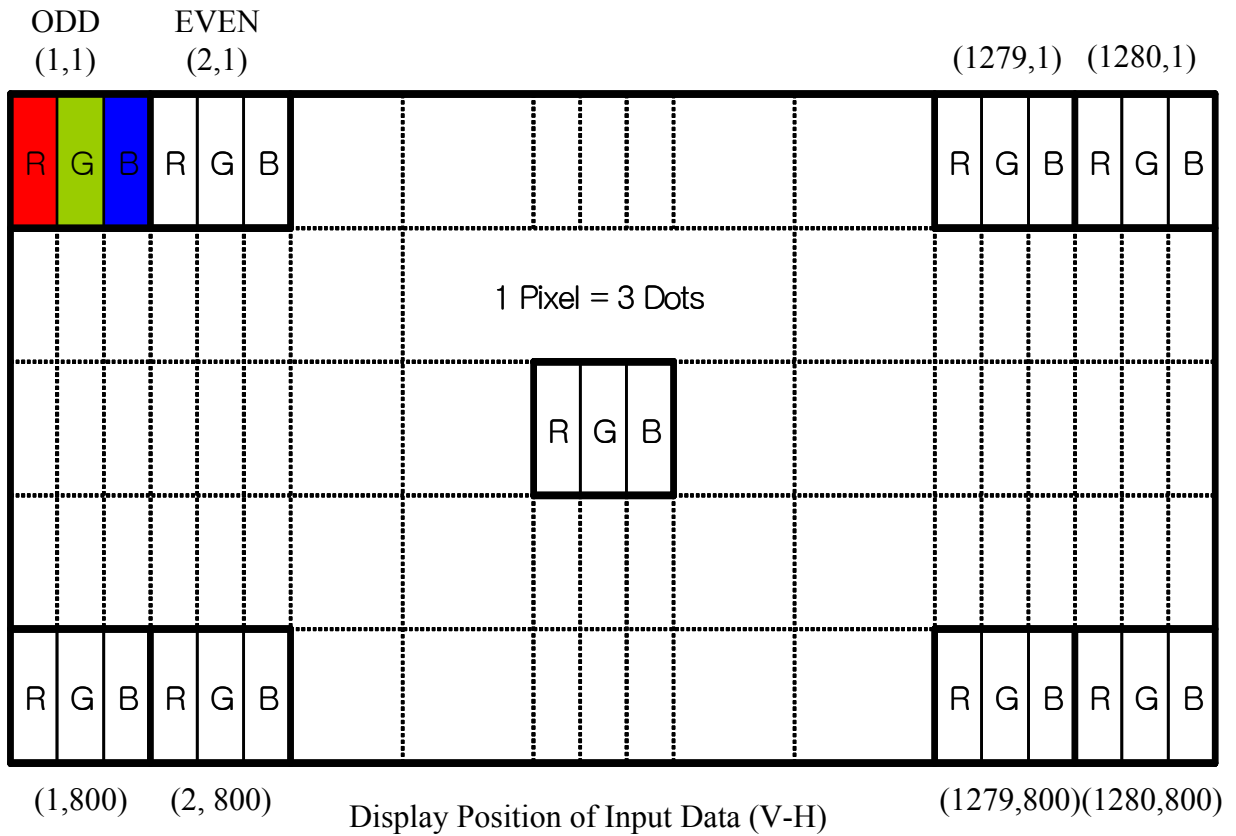 ODD EVEN
(1,1) (2,1) (1279,1) (1280,1)
R G B R G B R G B R G B
1 Pixel = 3 Dots
R G B
R G B R G B R G B R G B
(1,800) (2, 800) (1279,800)(1280,800)
Display Position of Input Data (V-H)